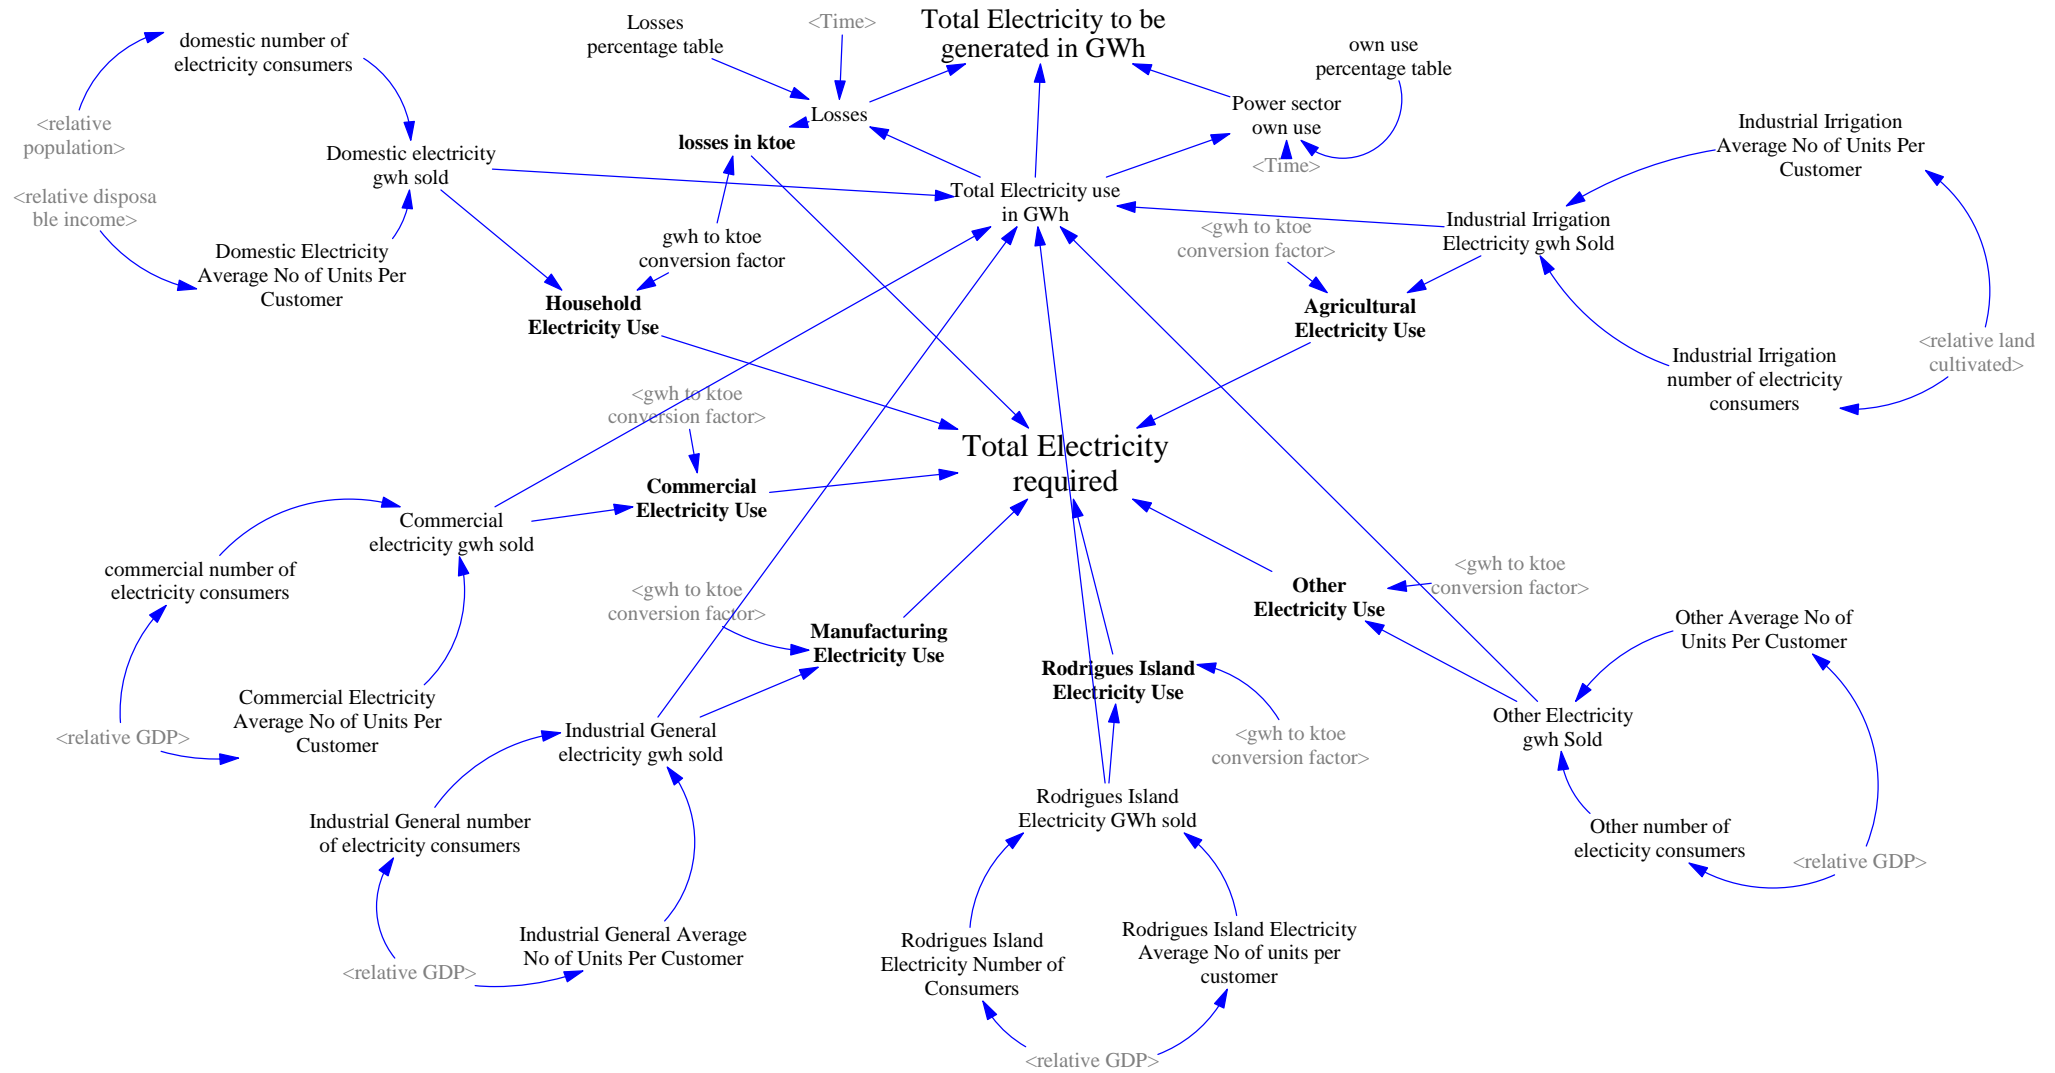 Total Electricity to be
generated in GWh
Losses
percentage table
<Time>
own use
percentage table
domestic number of
electricity consumers
Losses
Power sector
own use
<Time>
<relative
population>
losses in ktoe
Domestic electricity
gwh sold
Industrial Irrigation
Average No of Units Per
Customer
<relative disposa
ble income>
Total Electricity use
in GWh
Industrial Irrigation
Electricity gwh Sold
gwh to ktoe
conversion factor
<gwh to ktoe
conversion factor>
Domestic Electricity
Average No of Units Per
Customer
Household
Electricity Use
Agricultural
Electricity Use
<relative land
cultivated>
Industrial Irrigation
number of electricity
consumers
<gwh to ktoe
conversion factor>
Total Electricity
required
Commercial
Electricity Use
Commercial
electricity gwh sold
commercial number of
electricity consumers
<gwh to ktoe
conversion factor>
Other
Electricity Use
<gwh to ktoe
conversion factor>
Manufacturing
Electricity Use
Other Average No of
Units Per Customer
Rodrigues Island
Electricity Use
Commercial Electricity
Average No of Units Per
Customer
<relative GDP>
Industrial General
electricity gwh sold
<gwh to ktoe
conversion factor>
Other Electricity
gwh Sold
Rodrigues Island
Electricity GWh sold
Industrial General number
of electricity consumers
Other number of
electicity consumers
<relative GDP>
Industrial General Average
No of Units Per Customer
<relative GDP>
Rodrigues Island
Electricity Number of
Consumers
Rodrigues Island Electricity
Average No of units per
customer
<relative GDP>